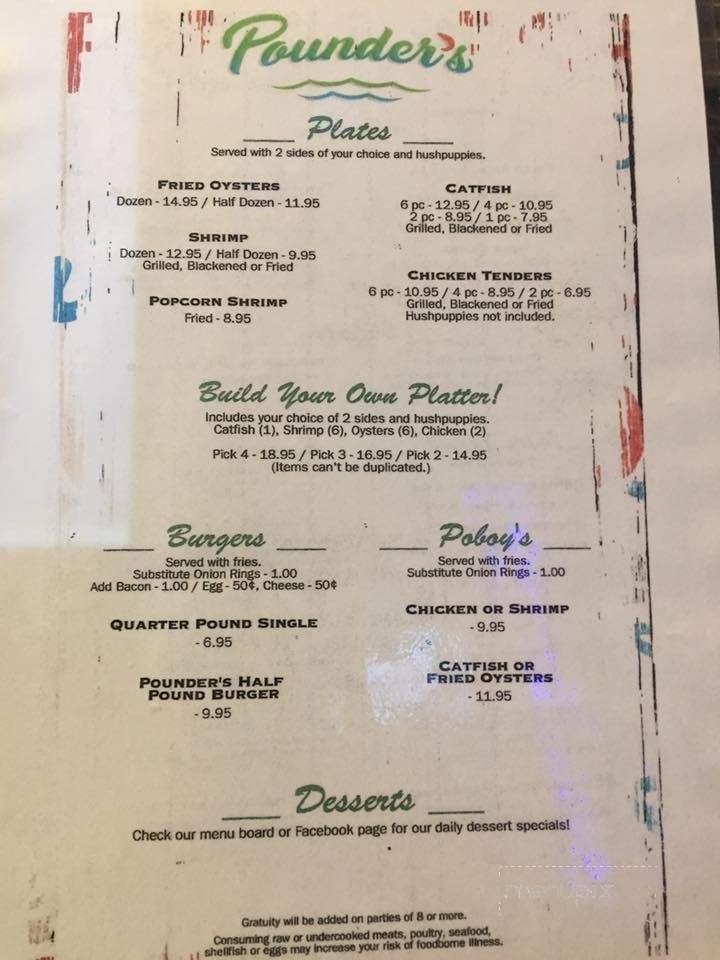 Pounder's
Plates
Served with 2 sides of your choice and hushpuppies.
Fried Oysters
Dozen - 14.95 / Half Dozen - 11.95
Shrimp
Dozen - 12.95 / Half Dozen - 9.95
Grilled, Blackened or Fried
Popcorn Shrimp
Fried - 8.95
Catfish
6 pc - 12.95 / 4 pc - 10.95
2 pc - 8.95 / 1 pc - 7.95
Grilled, Blackened or Fried
Chicken Tenders
6 pc - 10.95 / 4 pc - 8.95 / 2 pc - 6.95
Grilled, Blackened or Fried
Hushpuppies not included.
Build Your Own Platter!
Includes your choice of 2 sides and hushpuppies.
Catfish (1), Shrimp (6), Oysters (6), Chicken (2)
Pick 4 - 18.95 / Pick 3 - 16.95 / Pick 2 - 14.95
(Items can't be duplicated.)
Burgers
Served with fries.
Substitute Onion Rings - 1.00
Add Bacon - 1.00 / Egg - 50¢, Cheese - 50¢
Quarter Pound Single
- 6.95
Pounder's Half
Pound Burger
- 9.95
Poboy's
Served with fries.
Substitute Onion Rings - 1.00
Chicken or Shrimp
- 9.95
Catfish or
Fried Oysters
- 11.95
Desserts
Check our menu board or Facebook page for our daily dessert specials!
Gratuity will be added on parties of 8 or more.
Consuming raw or undercooked meats, poultry, seafood,
shellfish or eggs may increase your risk of foodborne illness.